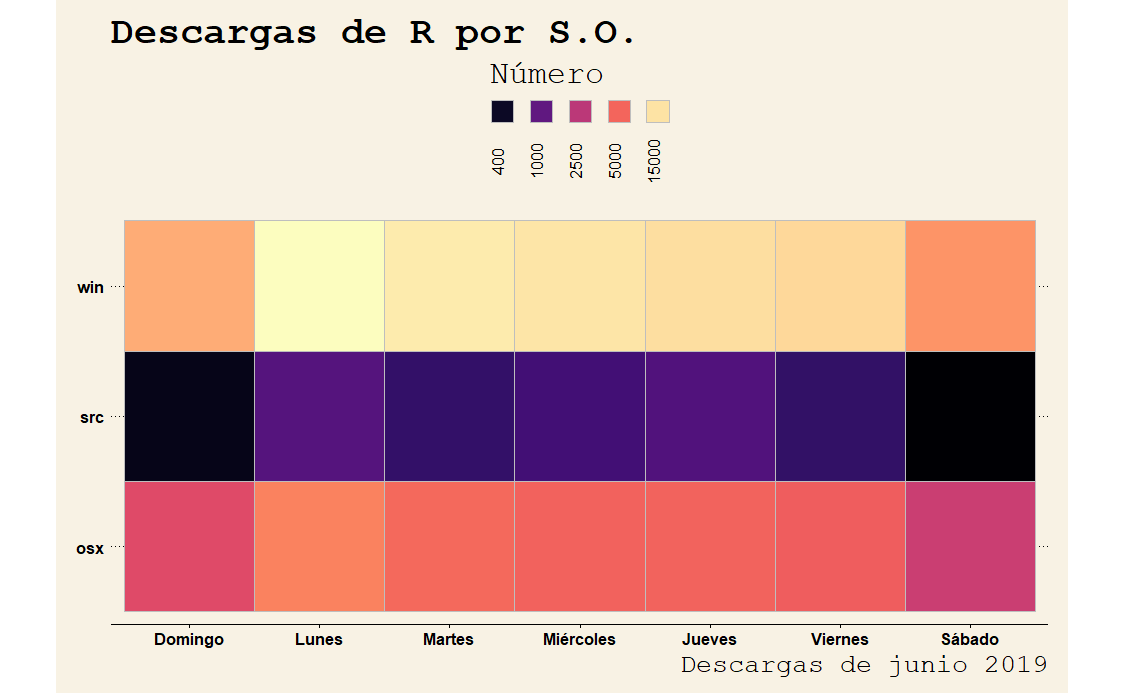 Descargas de R por S.O.
Número
400 1000 2500 5000 15000
win
src
osx
Domingo Lunes Martes Miércoles Jueves Viernes Sábado
Descargas de junio 2019